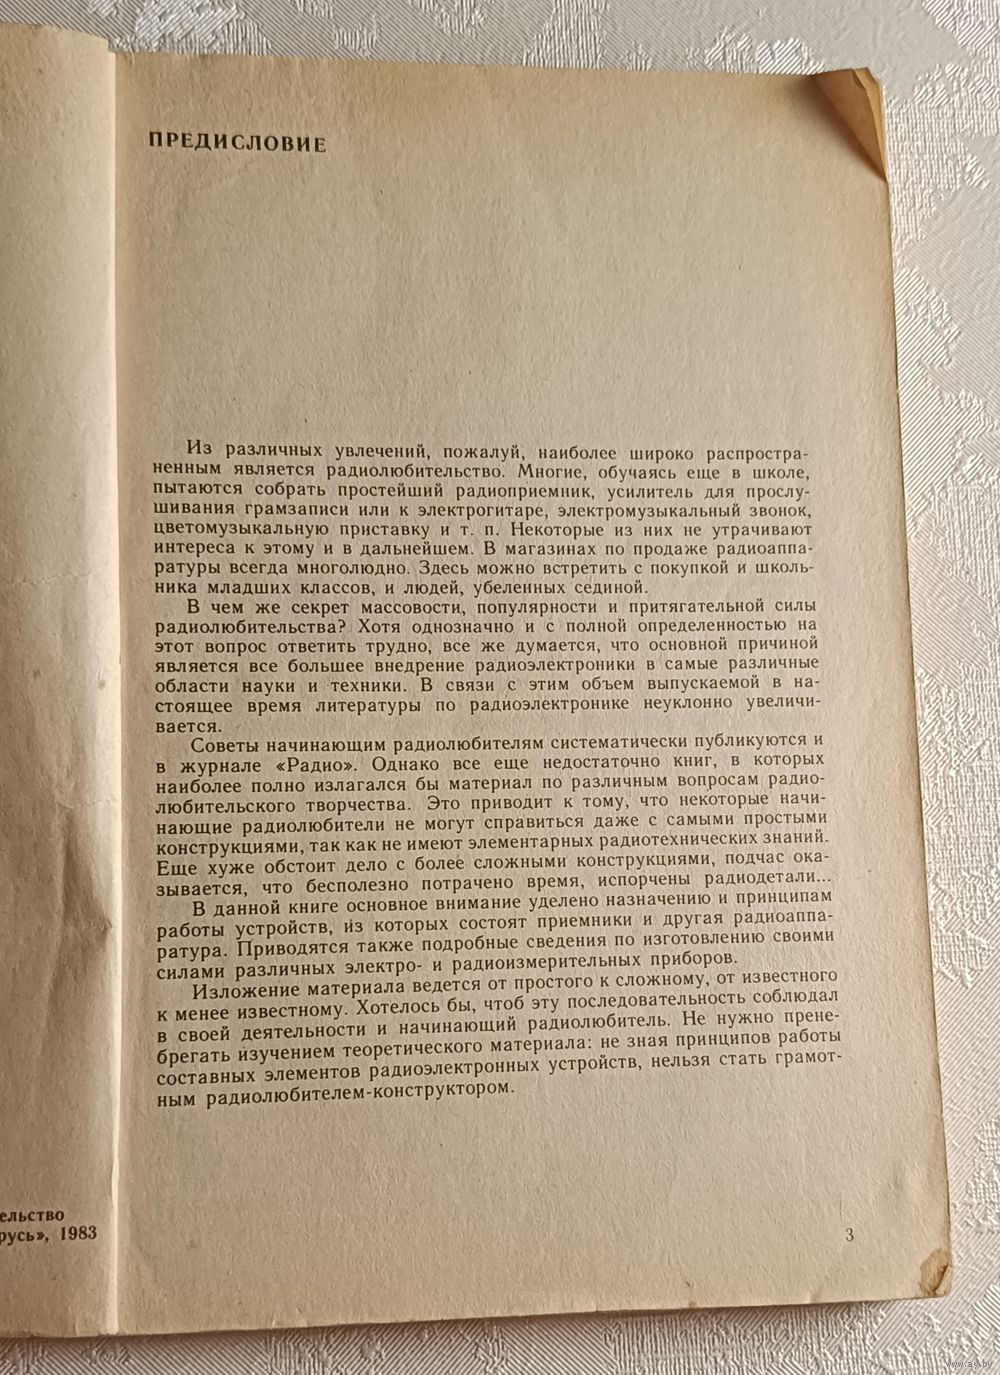 ПРЕДИСЛОВИЕ
Из различных увлечений, пожалуй, наиболее широко распростра-
ненным является радиолюбительство. Многие, обучаясь еще в школе,
пытаются собрать простейший радиоприемник, усилитель для прослу-
шивания грамзаписи или к электрогитаре, электромузыкальный звонок,
цветомузыкальную приставку и т. п. Некоторые из них не утрачивают
интереса к этому и в дальнейшем. В магазинах по продаже радиоаппа-
ратуры всегда многолюдно. Здесь можно встретить с покупкой и школь-
ника младших классов, и людей, убеленных сединой.
В чем же секрет массовости, популярности и притягательной силы
радиолюбительства? Хотя однозначно и с полной определенностью на
этот вопрос ответить трудно, все же думается, что основной причиной
является все большее внедрение радиоэлектроники в самые различные
области науки и техники. В связи с этим объем выпускаемой в на-
стоящее время литературы по радиоэлектронике неуклонно увеличи-
вается.
Советы начинающим радиолюбителям систематически публикуются и
в журнале «Радио». Однако все еще недостаточно книг, в которых
наиболее полно излагался бы материал по различным вопросам радио-
любительского творчества. Это приводит к тому, что некоторые начи-
нающие радиолюбители не могут справиться даже с самыми простыми
конструкциями, так как не имеют элементарных радиотехнических знаний.
Еще хуже обстоит дело с более сложными конструкциями, подчас ока-
зывается, что бесполезно потрачено время, испорчены радиодетали...
В данной книге основное внимание уделено назначению и принципам
работы устройств, из которых состоят приемники и другая радиоаппа-
ратура. Приводятся также подробные сведения по изготовлению своими
силами различных электро- и радиоизмерительных приборов.
Изложение материала ведется от простого к сложному, от известного
к менее известному. Хотелось бы, чтоб эту последовательность соблюдал
в своей деятельности и начинающий радиолюбитель. Не нужно прене-
брегать изучением теоретического материала: не зная принципов работы
составных элементов радиоэлектронных устройств, нельзя стать грамот-
ным радиолюбителем-конструктором.
ельство
русь», 1983
3
www.ay.by